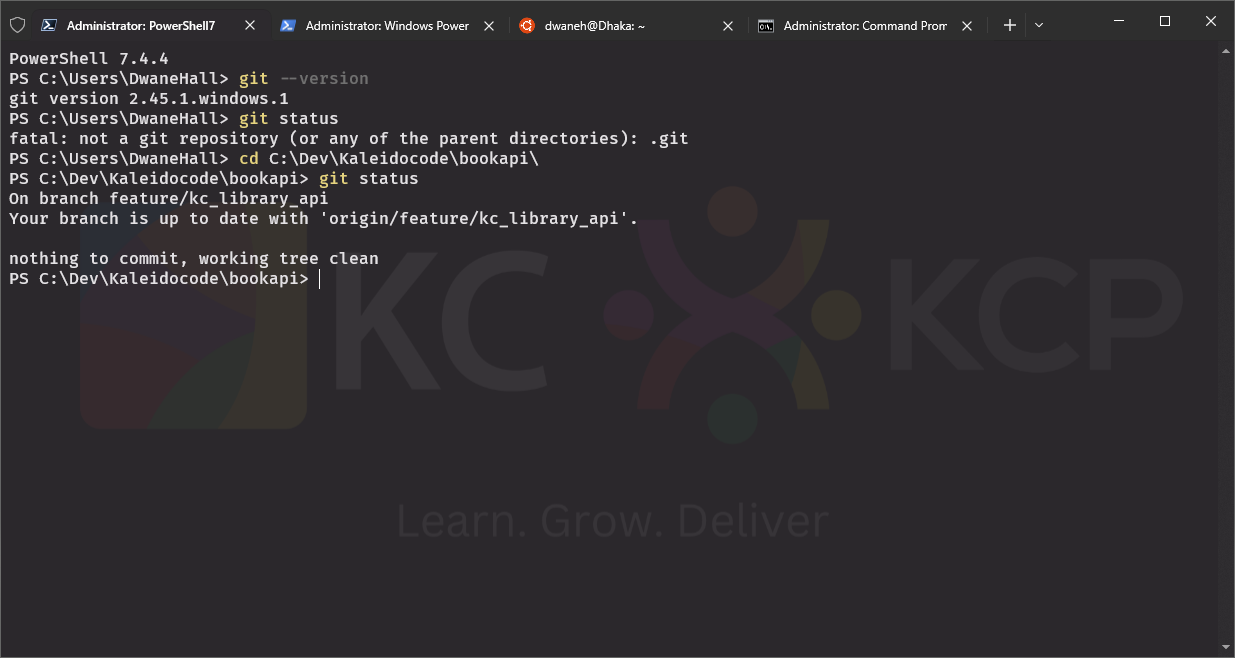 Administrator: PowerShell7
Administrator: Windows Power
dwaneh@Dhaka: ~
Administrator: Command Prom
PowerShell 7.4.4
PS C:\Users\DwaneHall> git --version
git version 2.45.1.windows.1
PS C:\Users\DwaneHall> git status
fatal: not a git repository (or any of the parent directories): .git
PS C:\Users\DwaneHall> cd C:\Dev\Kaleidocode\bookapi\
PS C:\Dev\Kaleidocode\bookapi> git status
On branch feature/kc_library_api
Your branch is up to date with 'origin/feature/kc_library_api'.
nothing to commit, working tree clean
PS C:\Dev\Kaleidocode\bookapi>
KC
KCP
Learn. Grow. Deliver